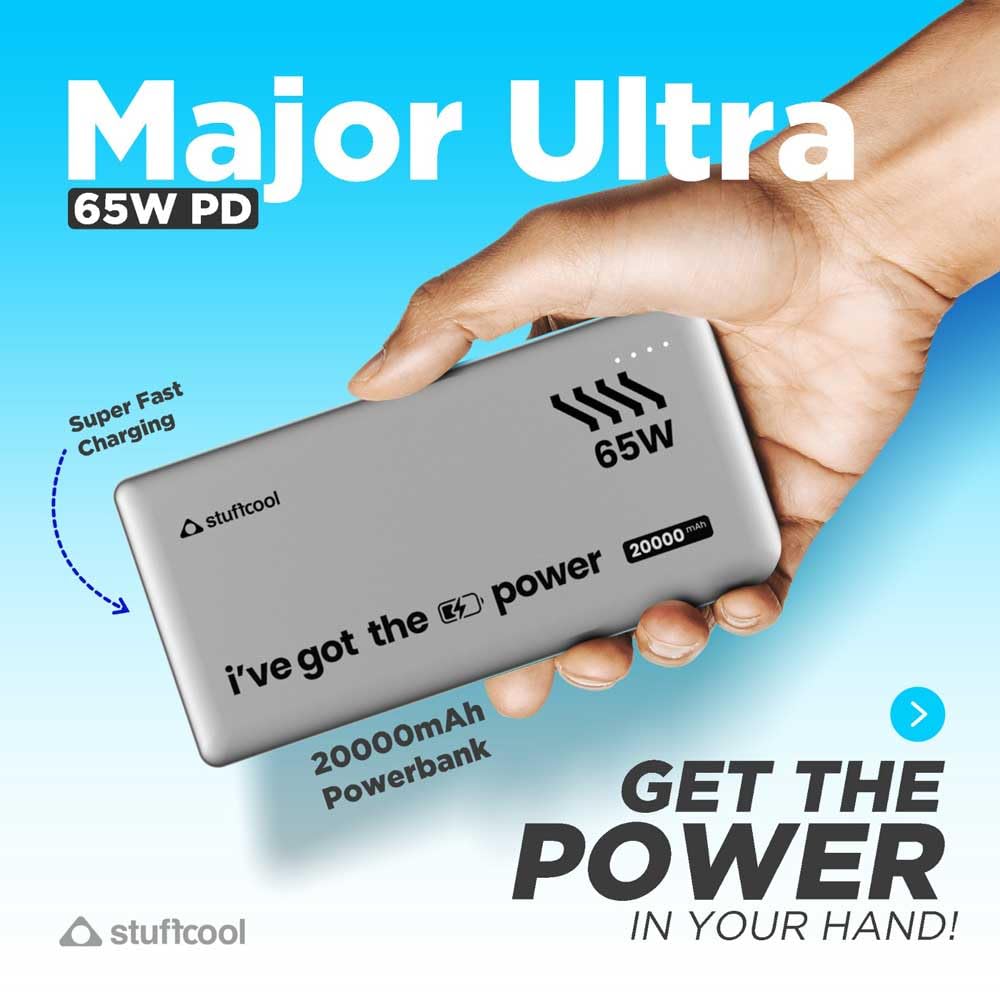 Major Ultra
65W PD
Super Fast
Charging
65W
stuffcool
20000 mAh
i've got the power
20000mAh
Powerbank
GET THE
POWER
IN YOUR HAND!
stuffcool